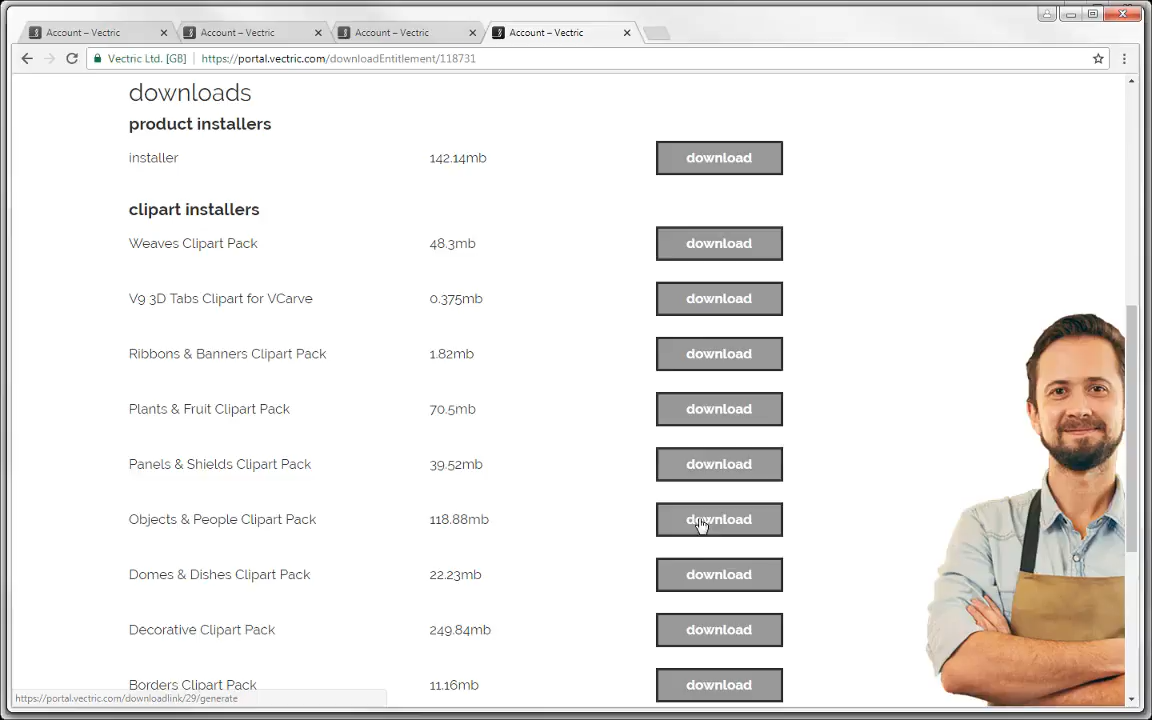 Account – Vectric
Account – Vectric
Account – Vectric
Account – Vectric
Vectric Ltd. [GB] https://portal.vectric.com/downloadEntitlement/118731
downloads
product installers
installer 142.14mb download
clipart installers
Weaves Clipart Pack 48.3mb download
V9 3D Tabs Clipart for VCarve 0.375mb download
Ribbons & Banners Clipart Pack 1.82mb download
Plants & Fruit Clipart Pack 70.5mb download
Panels & Shields Clipart Pack 39.52mb download
Objects & People Clipart Pack 118.88mb download
Domes & Dishes Clipart Pack 22.23mb download
Decorative Clipart Pack 249.84mb download
Borders Clipart Pack 11.16mb download
https://portal.vectric.com/downloadlink/29/generate